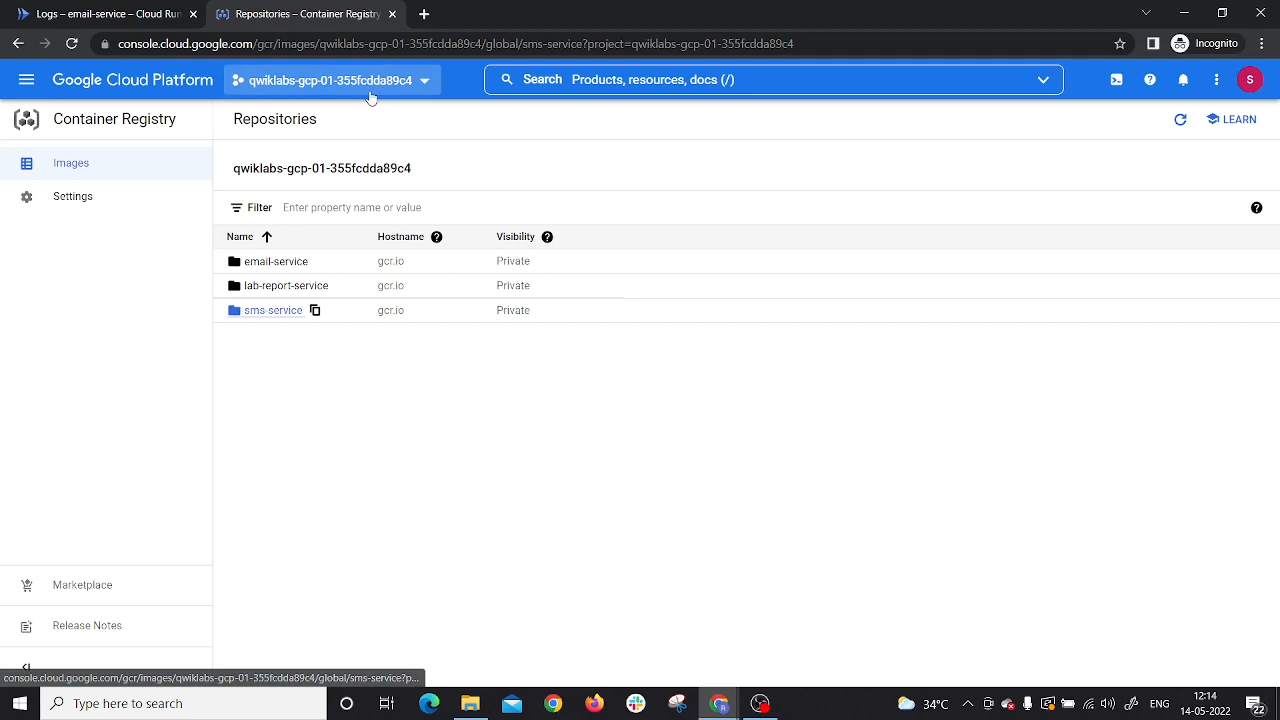 Logs – email-service – Cloud Run
Repositories – Container Registry
console.cloud.google.com/gcr/images/qwiklabs-gcp-01-355fcdda89c4/global/sms-service?project=qwiklabs-gcp-01-355fcdda89c4
Incognito
Google Cloud Platform
qwiklabs-gcp-01-355fcdda89c4
Search Products, resources, docs (/)
S
Container Registry
Repositories
LEARN
Images
Settings
qwiklabs-gcp-01-355fcdda89c4
Filter Enter property name or value
Name Hostname Visibility
email-service gcr.io Private
lab-report-service gcr.io Private
sms-service gcr.io Private
Marketplace
Release Notes
console.cloud.google.com/gcr/images/qwiklabs-gcp-01-355fcdda89c4/global/sms-service?p...
Type here to search
34°C
ENG
12:14
14-05-2022
22